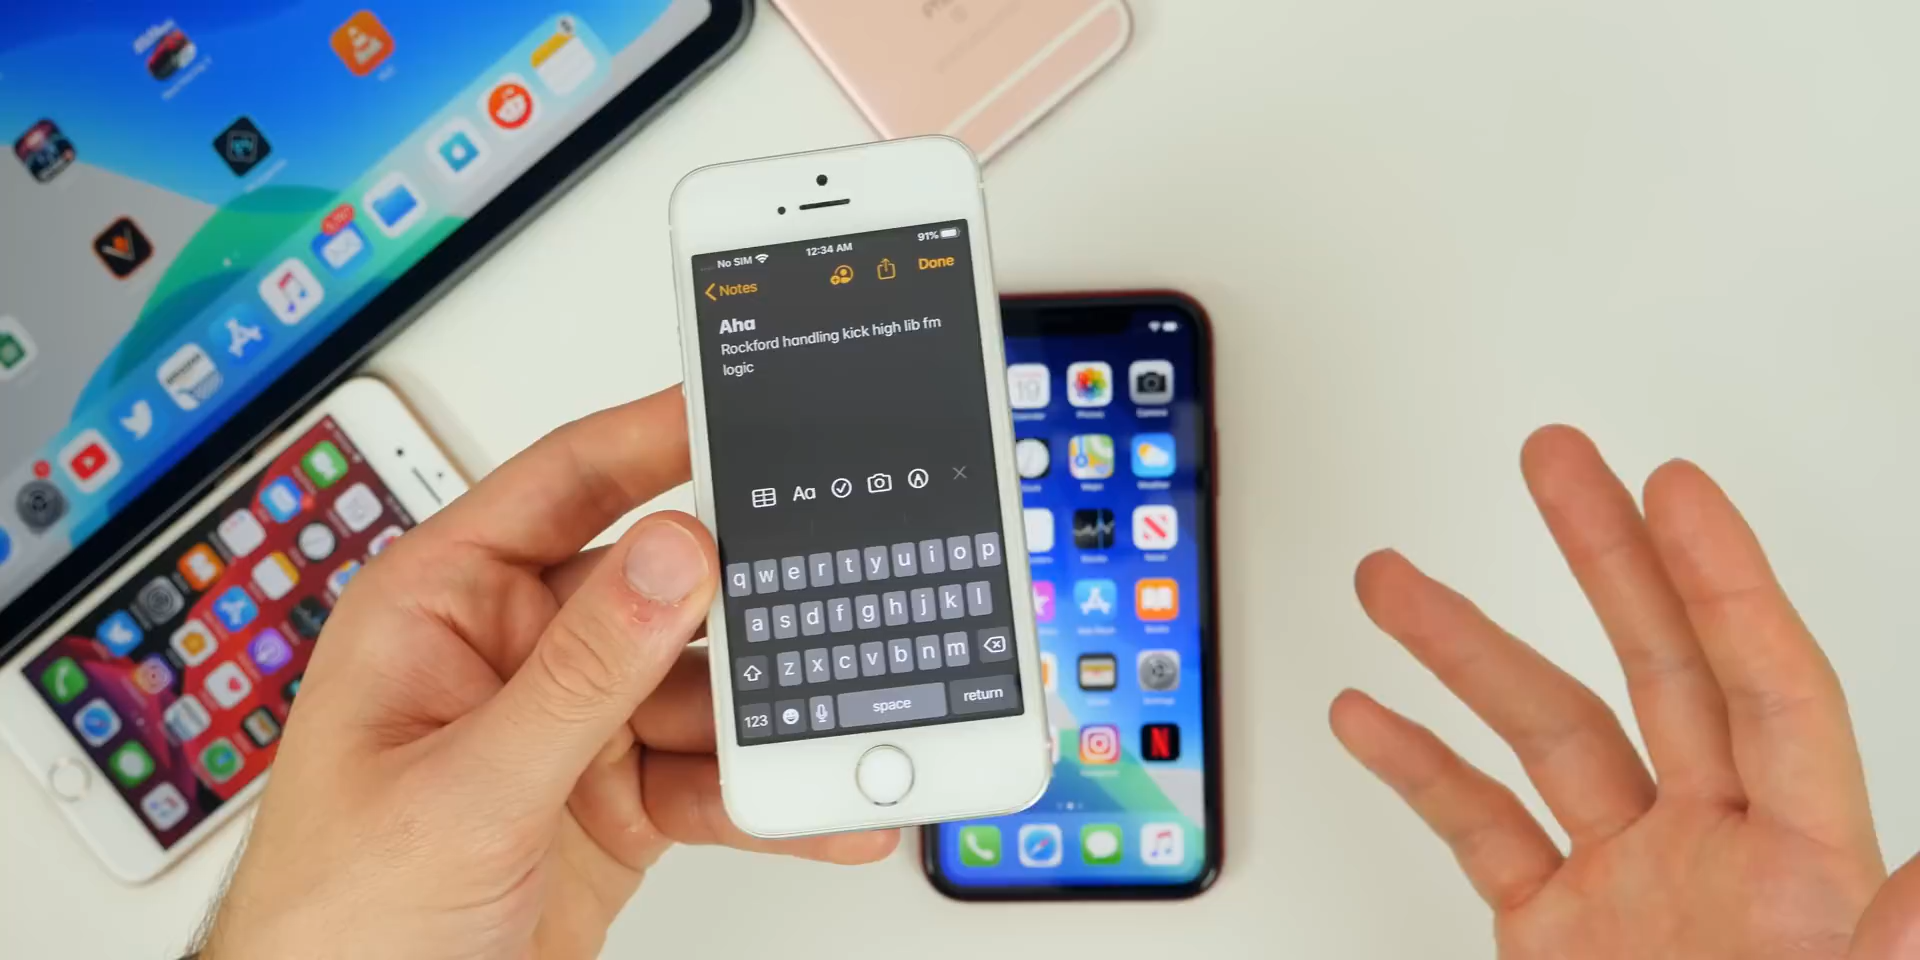 No SIM
12:34 AM
91%
Notes
Done
Aha
Rockford handling kick high lib fm
logic
Aa
q w e r t y u i o p
a s d f g h j k l
z x c v b n m
123
space
return
19